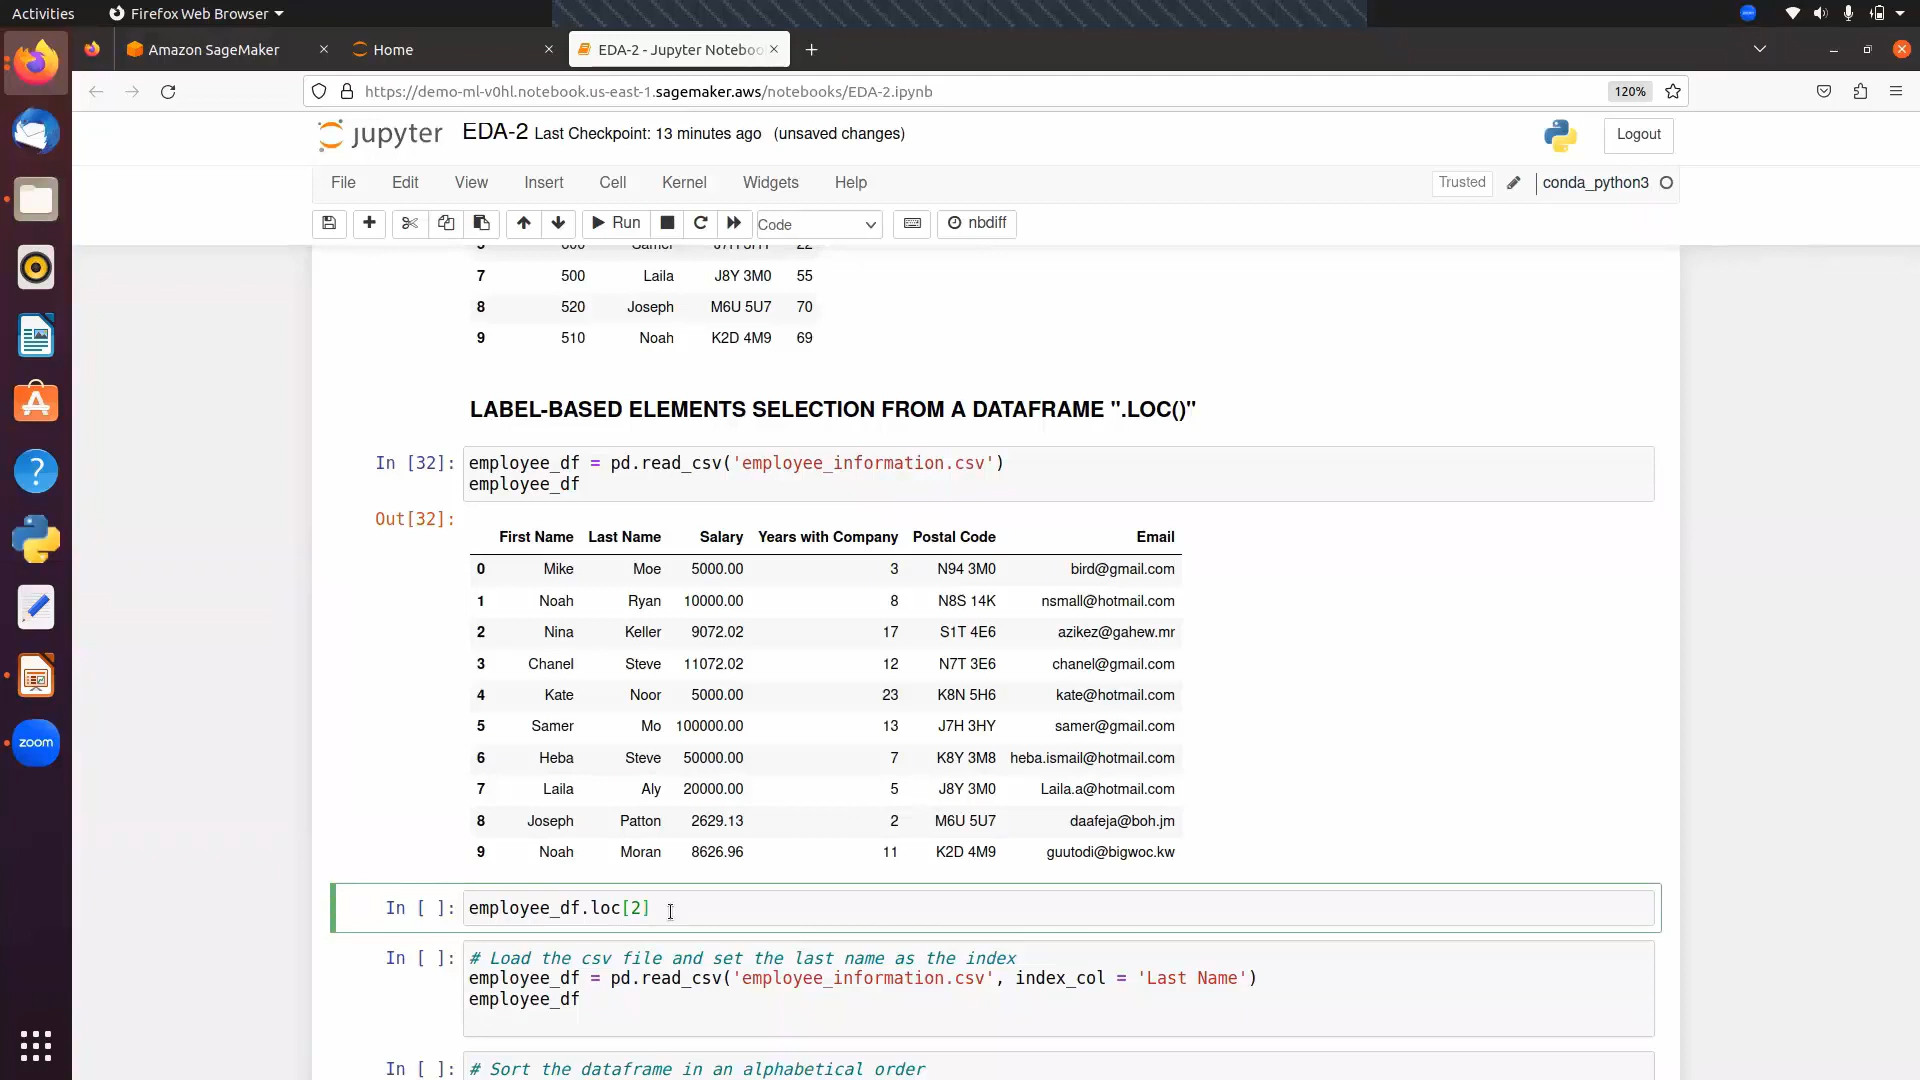 Activities
Firefox Web Browser
Amazon SageMaker
Home
EDA-2 - Jupyter Noteboo
https://demo-ml-v0hl.notebook.us-east-1.sagemaker.aws/notebooks/EDA-2.ipynb
120%
jupyter EDA-2 Last Checkpoint: 13 minutes ago (unsaved changes)
Logout
File Edit View Insert Cell Kernel Widgets Help
Trusted
conda_python3
Run
Code
nbdiff
7 500 Laila J8Y 3M0 55
8 520 Joseph M6U 5U7 70
9 510 Noah K2D 4M9 69
LABEL-BASED ELEMENTS SELECTION FROM A DATAFRAME ".LOC()"
In [32]: employee_df = pd.read_csv('employee_information.csv')
employee_df
Out[32]:
First Name Last Name Salary Years with Company Postal Code Email
0 Mike Moe 5000.00 3 N94 3M0 bird@gmail.com
1 Noah Ryan 10000.00 8 N8S 14K nsmall@hotmail.com
2 Nina Keller 9072.02 17 S1T 4E6 azikez@gahew.mr
3 Chanel Steve 11072.02 12 N7T 3E6 chanel@gmail.com
4 Kate Noor 5000.00 23 K8N 5H6 kate@hotmail.com
5 Samer Mo 100000.00 13 J7H 3HY samer@gmail.com
6 Heba Steve 50000.00 7 K8Y 3M8 heba.ismail@hotmail.com
7 Laila Aly 20000.00 5 J8Y 3M0 Laila.a@hotmail.com
8 Joseph Patton 2629.13 2 M6U 5U7 daafeja@boh.jm
9 Noah Moran 8626.96 11 K2D 4M9 guutodi@bigwoc.kw
In [ ]: employee_df.loc[2]
In [ ]: # Load the csv file and set the last name as the index
employee_df = pd.read_csv('employee_information.csv', index_col = 'Last Name')
employee_df
In [ ]: # Sort the dataframe in an alphabetical order
zoom